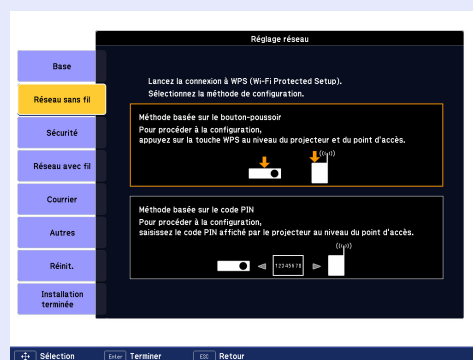 Réglage réseau
Base
Réseau sans fil
Sécurité
Réseau avec fil
Courrier
Autres
Réinit.
Installation
terminée
Lancez la connexion à WPS (Wi-Fi Protected Setup).
Sélectionnez la méthode de configuration.
Méthode basée sur le bouton-poussoir
Pour procéder à la configuration,
appuyez sur la touche WPS au niveau du projecteur et du point d'accès.
Méthode basée sur le code PIN
Pour procéder à la configuration,
saisissez le code PIN affiché par le projecteur au niveau du point d'accès.
12345678
Sélection Enter Terminer ESC Retour